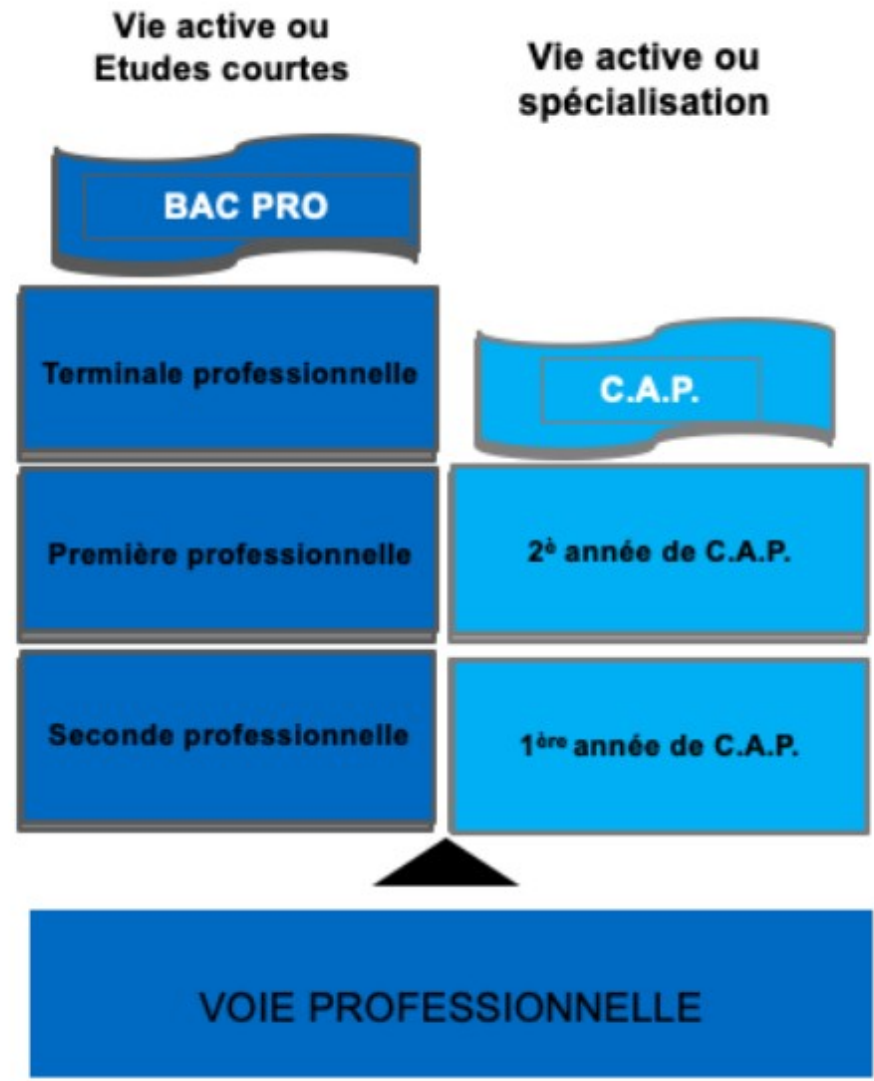 Vie active ou
Etudes courtes
BAC PRO
Terminale professionnelle
Première professionnelle
Seconde professionnelle
Vie active ou
spécialisation
C.A.P.
2è année de C.A.P.
1ère année de C.A.P.
VOIE PROFESSIONNELLE